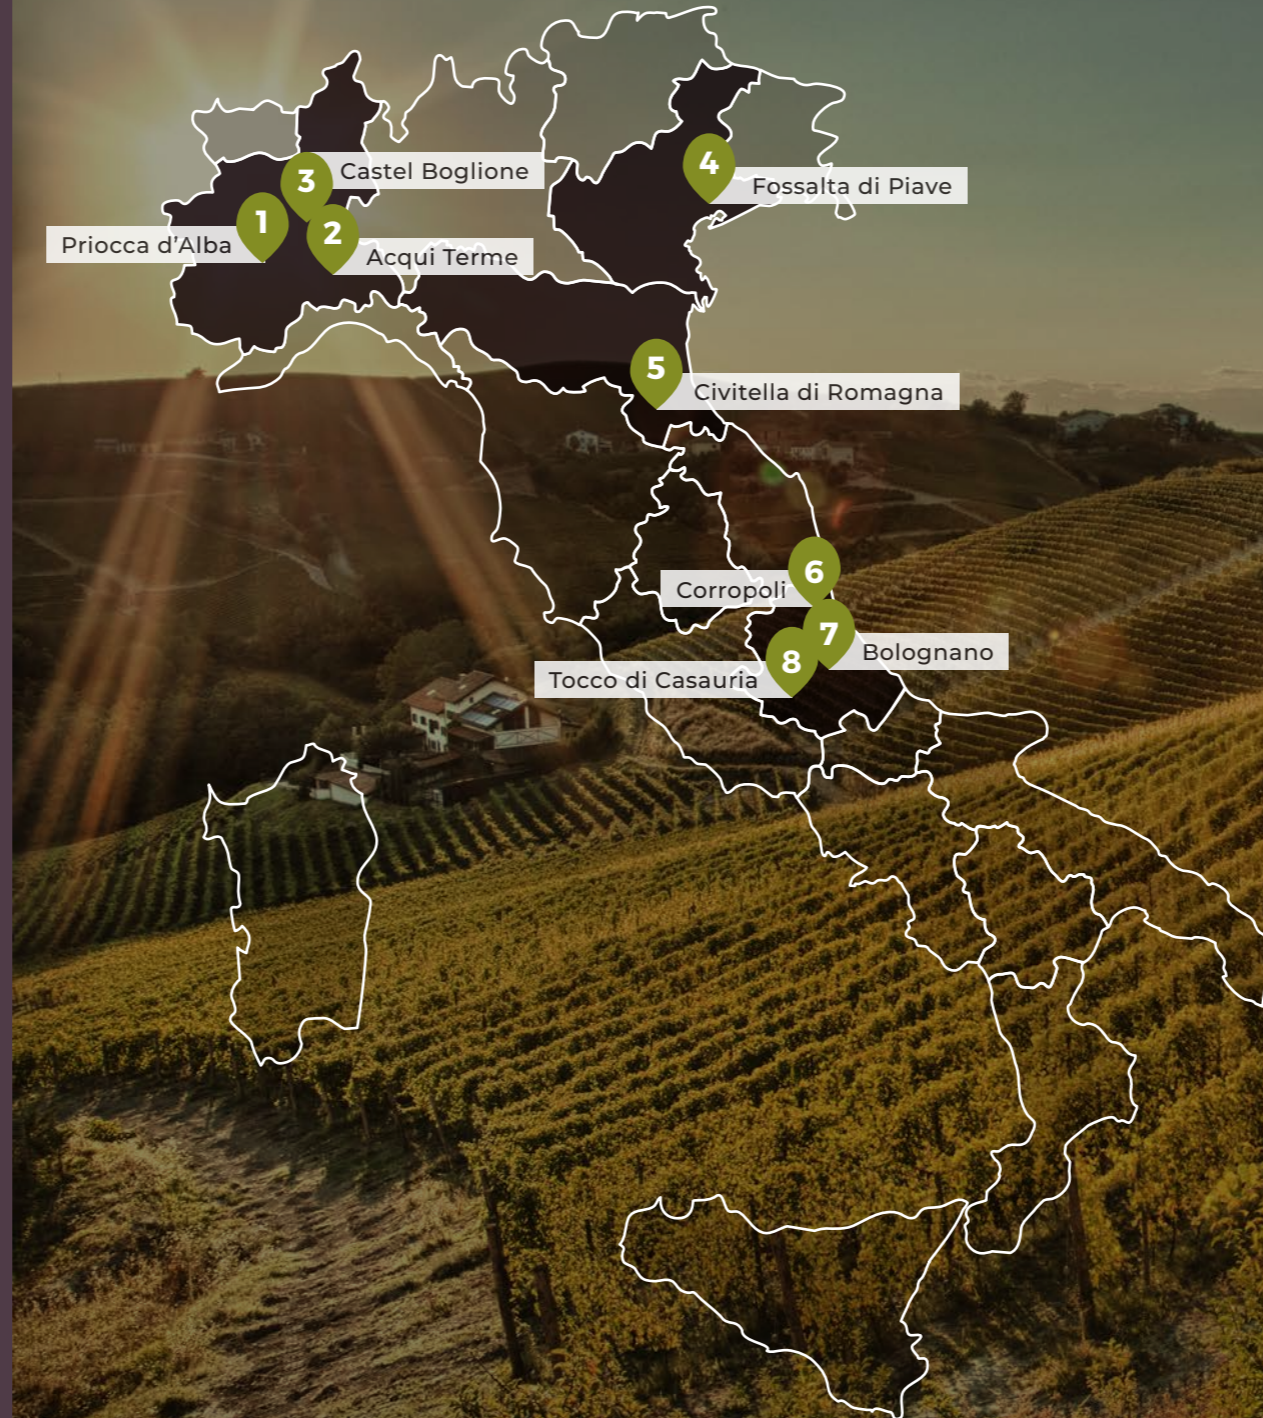 3 Castel Boglione
4 Fossalta di Piave
1 Priocca d’Alba
2 Acqui Terme
5 Civitella di Romagna
6 Corropoli
7 Bolognano
8 Tocco di Casauria